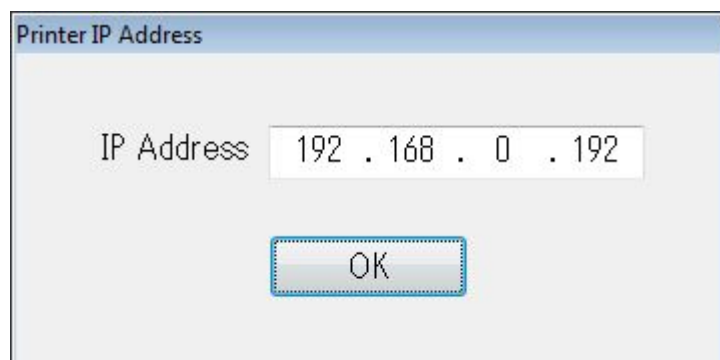 Printer IP Address
IP Address 192 . 168 . 0 . 192
OK